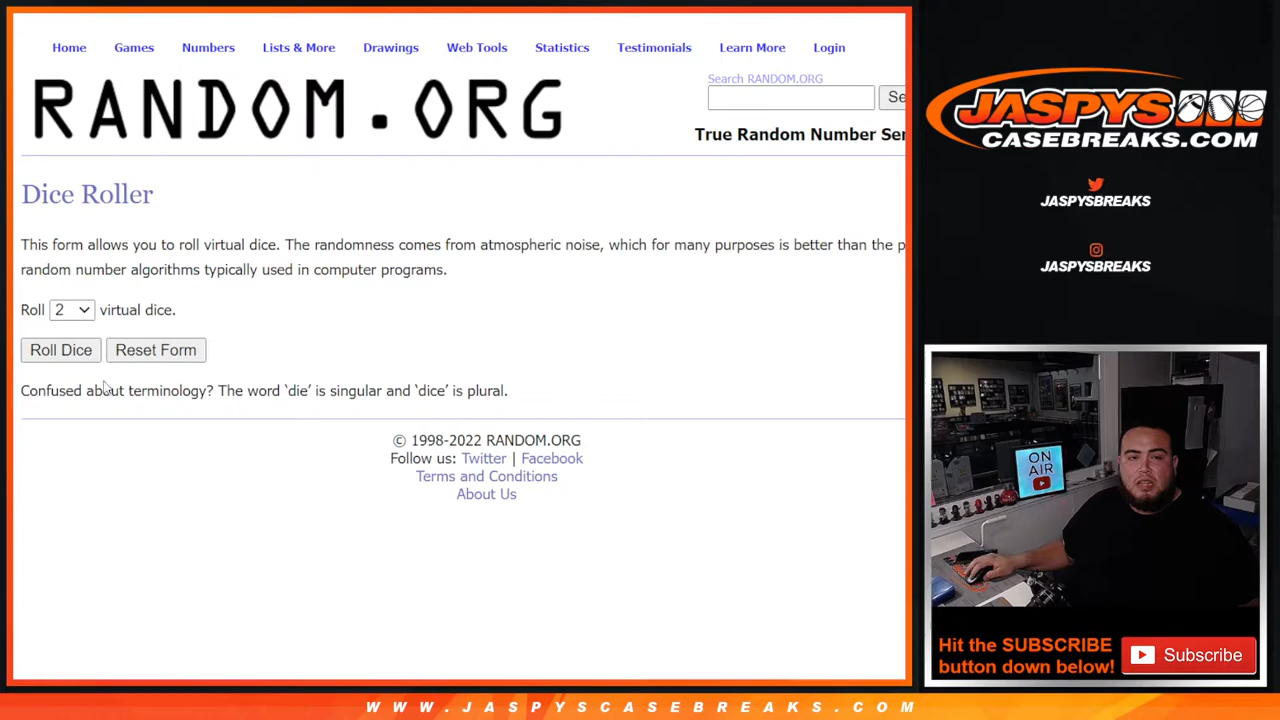 Home Games Numbers Lists & More Drawings Web Tools Statistics Testimonials Learn More Login
RANDOM.ORG
Search RANDOM.ORG
Se
True Random Number Ser
Dice Roller
This form allows you to roll virtual dice. The randomness comes from atmospheric noise, which for many purposes is better than the p
random number algorithms typically used in computer programs.
Roll 2 virtual dice.
Roll Dice Reset Form
Confused about terminology? The word ‘die’ is singular and ‘dice’ is plural.
© 1998-2022 RANDOM.ORG
Follow us: Twitter | Facebook
Terms and Conditions
About Us
JASPYS
CASEBREAKS.COM
JASPYSBREAKS
JASPYSBREAKS
ON
AIR
Hit the SUBSCRIBE
button down below!
Subscribe
WWW.JASPYSCASEBREAKS.COM